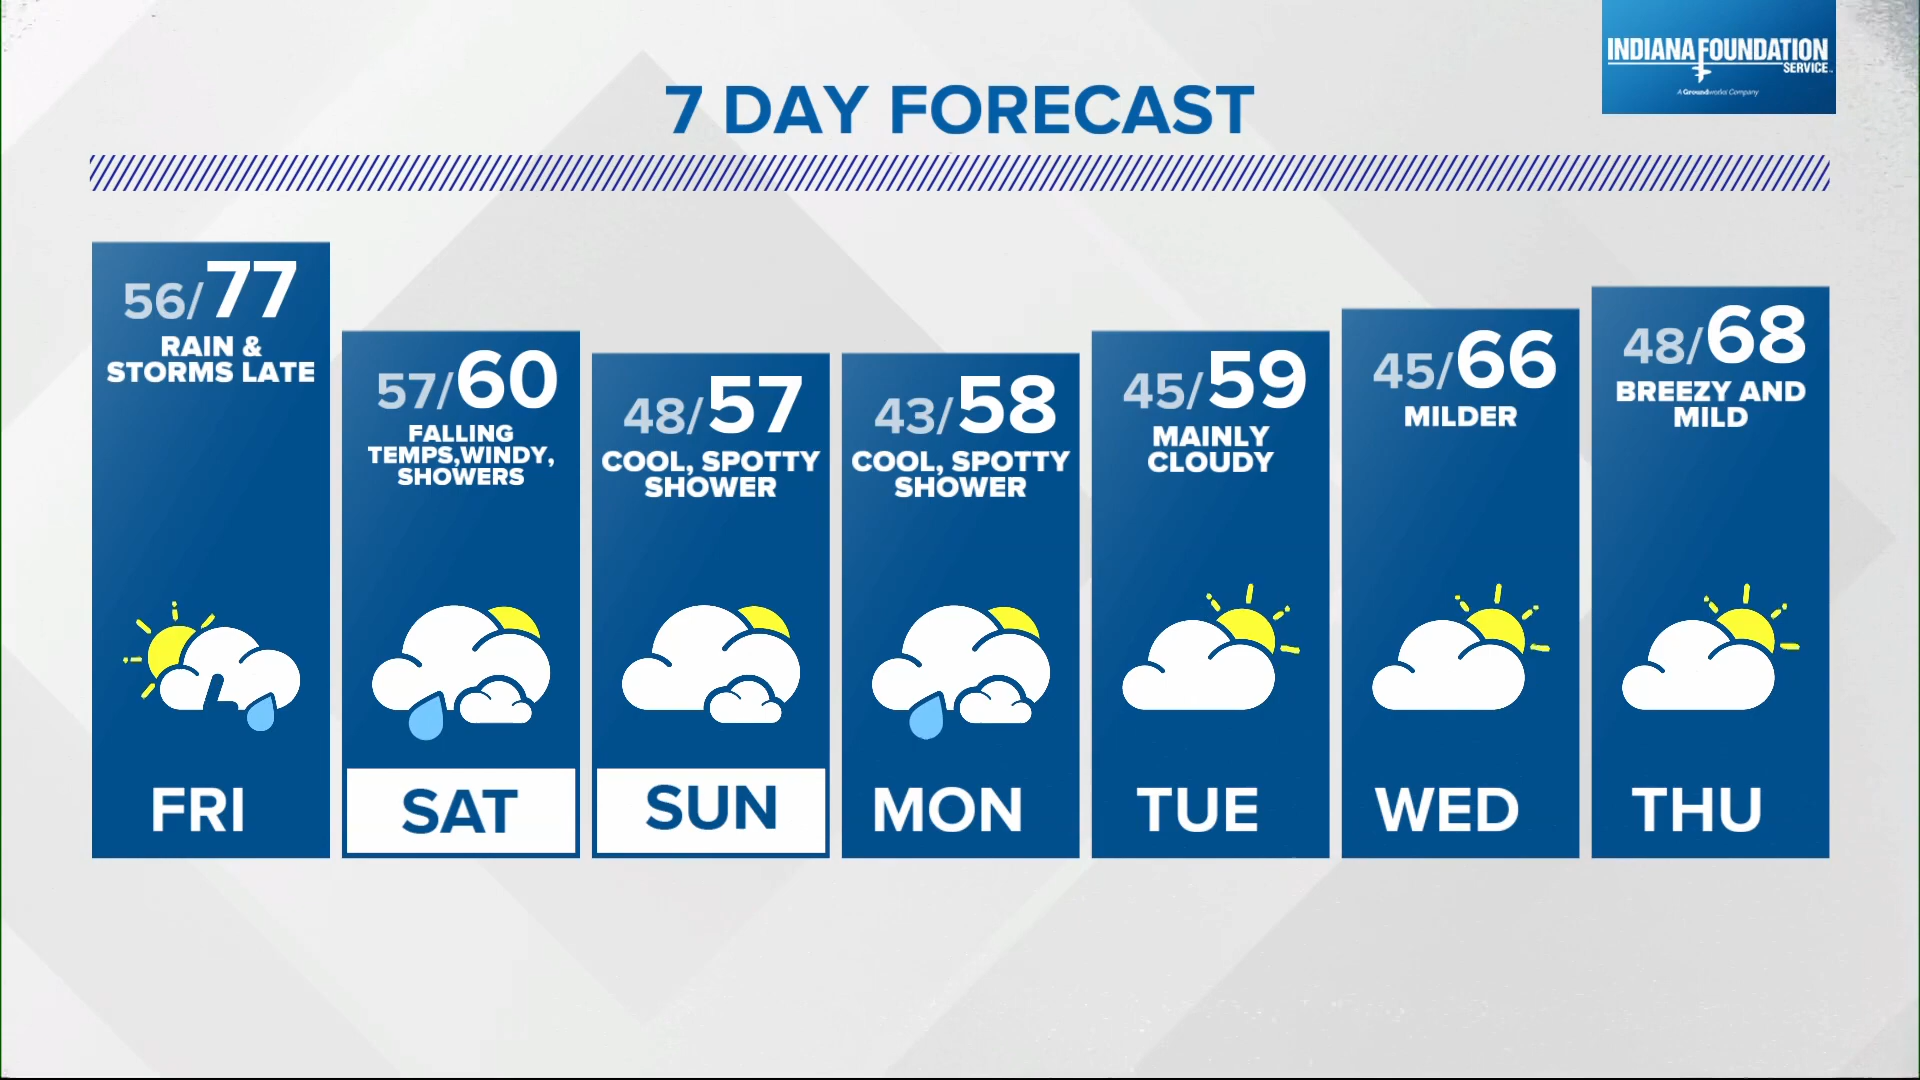 INDIANA FOUNDATION
SERVICE
A Groundworks Company
7 DAY FORECAST
56/77
RAIN &
STORMS LATE
FRI
57/60
FALLING
TEMPS,WINDY,
SHOWERS
SAT
48/57
COOL, SPOTTY
SHOWER
SUN
43/58
COOL, SPOTTY
SHOWER
MON
45/59
MAINLY
CLOUDY
TUE
45/66
MILDER
WED
48/68
BREEZY AND
MILD
THU